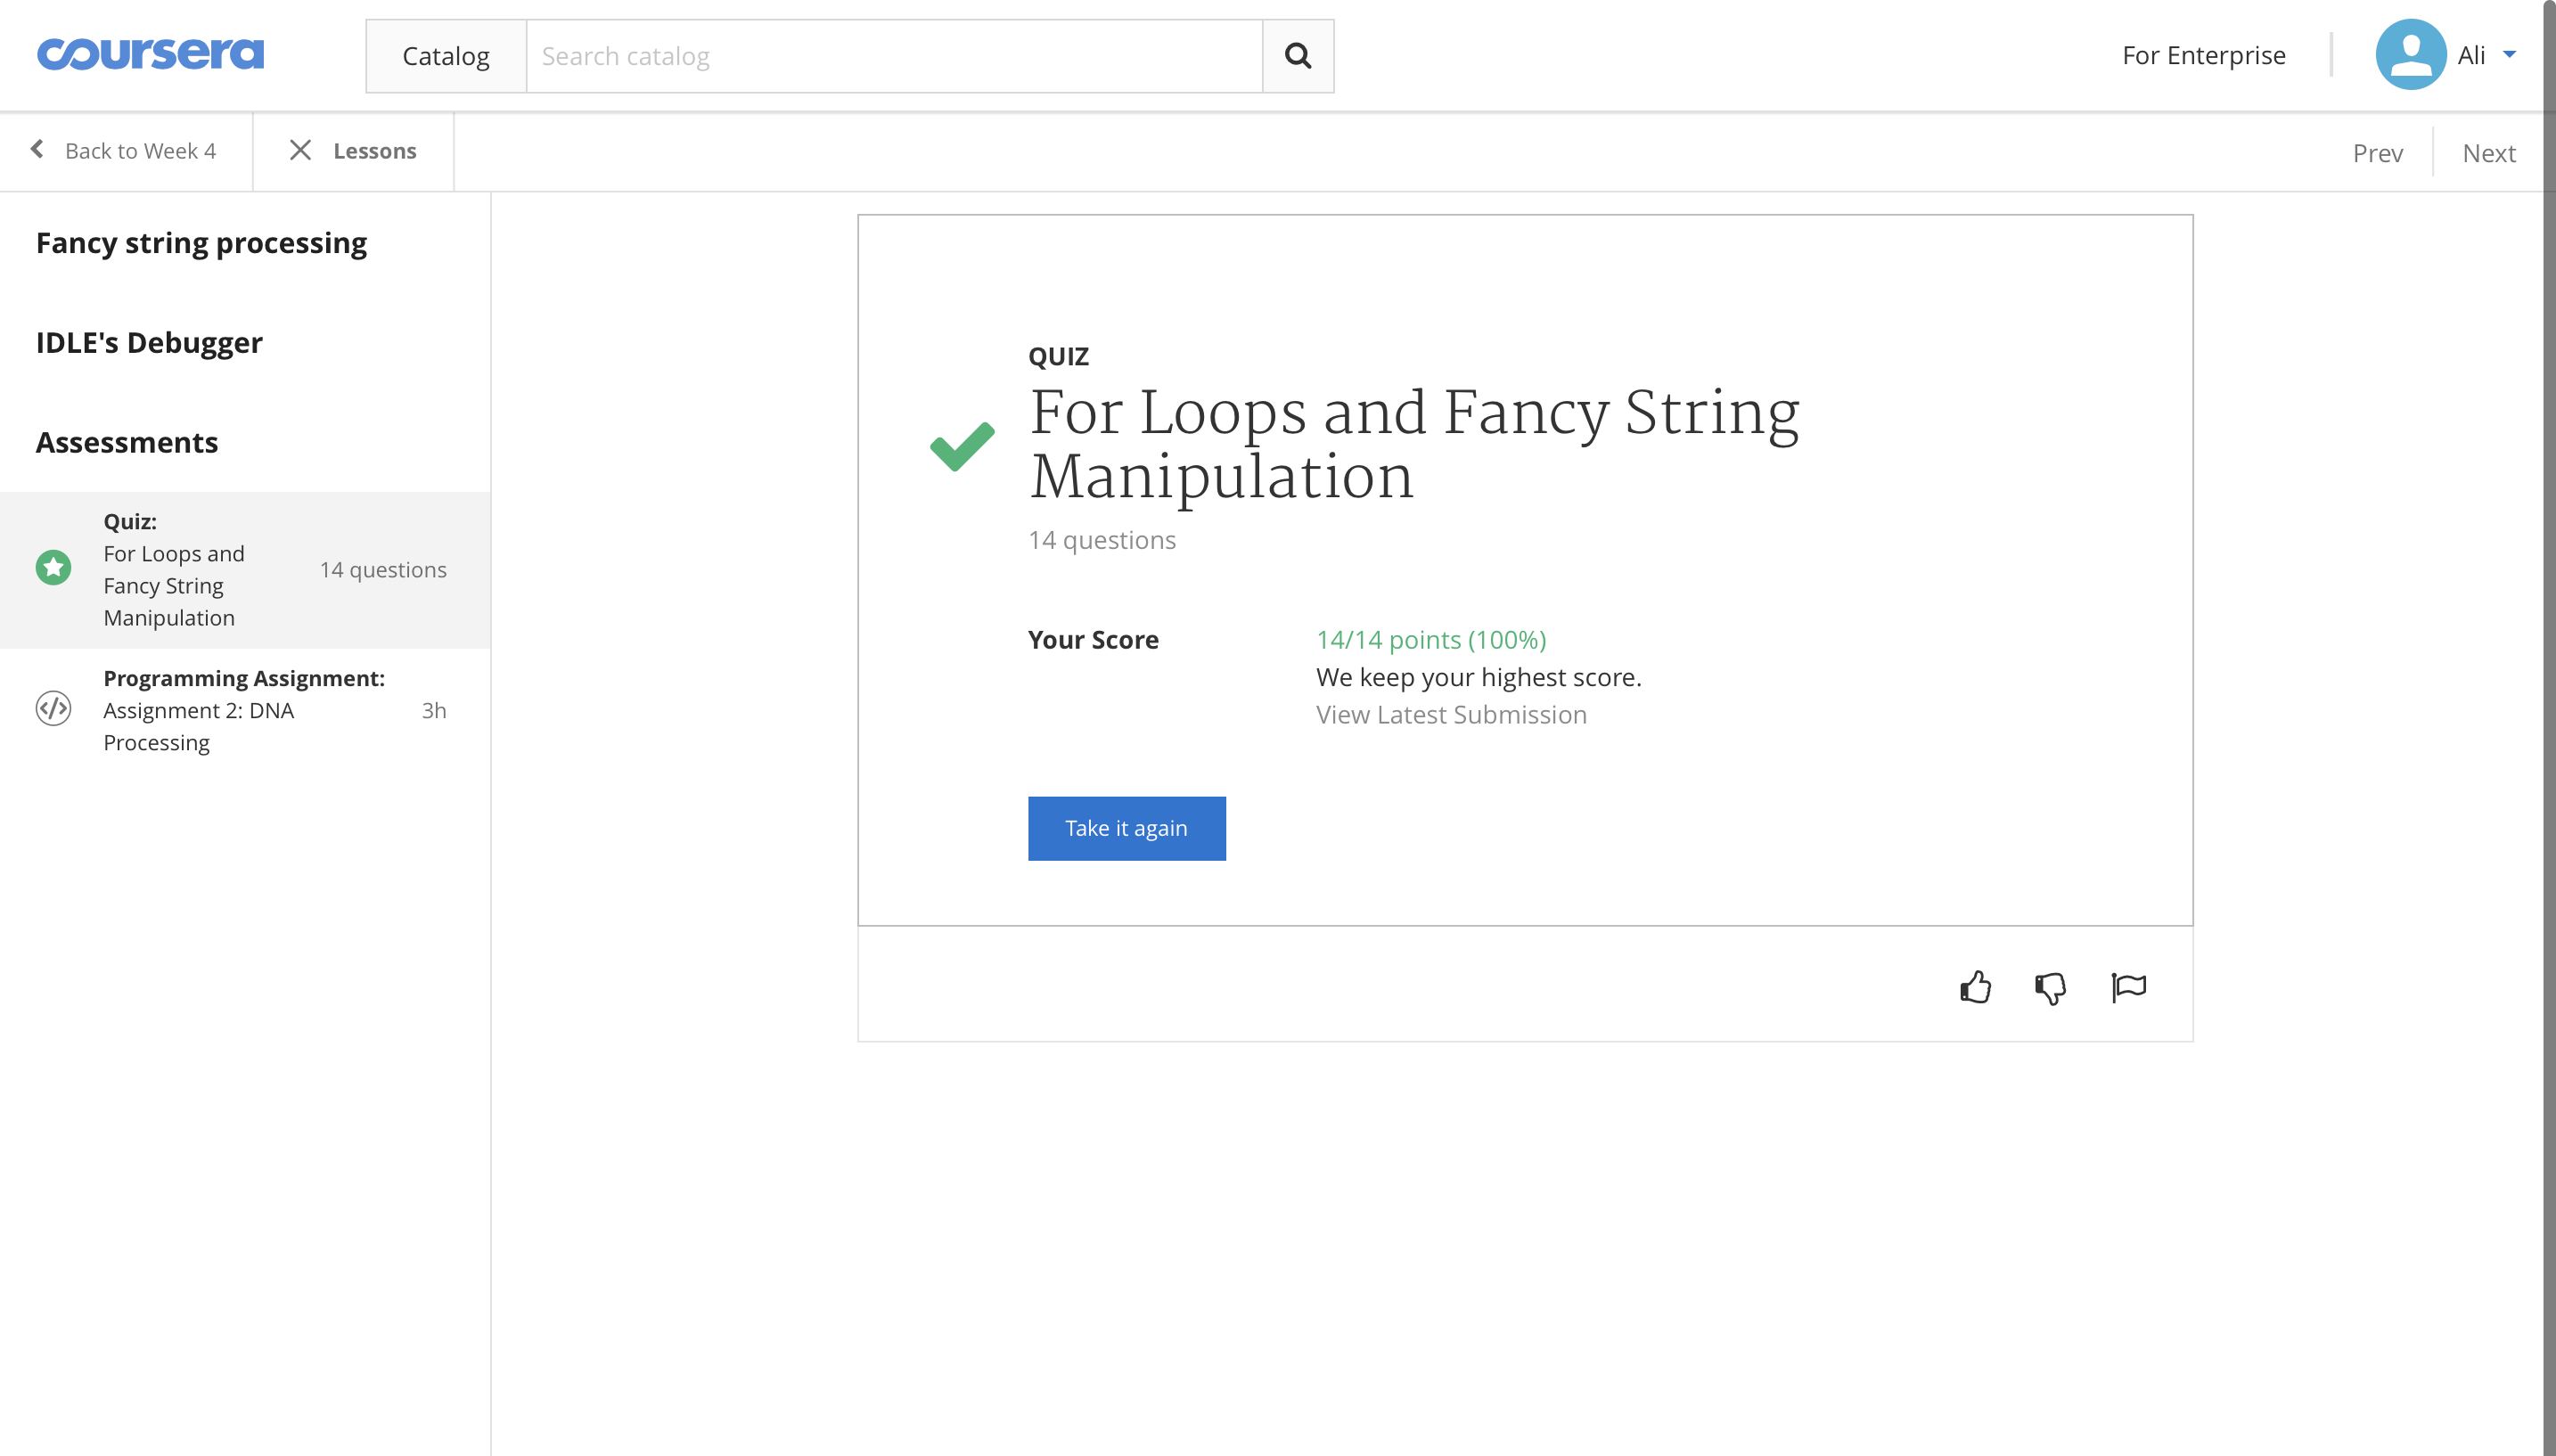 coursera
Catalog
Search catalog
For Enterprise
Ali
Back to Week 4
Lessons
Prev
Next
Fancy string processing
IDLE's Debugger
Assessments
Quiz:
For Loops and
Fancy String
Manipulation
14 questions
Programming Assignment:
Assignment 2: DNA
Processing
3h
QUIZ
For Loops and Fancy String
Manipulation
14 questions
Your Score
14/14 points (100%)
We keep your highest score.
View Latest Submission
Take it again